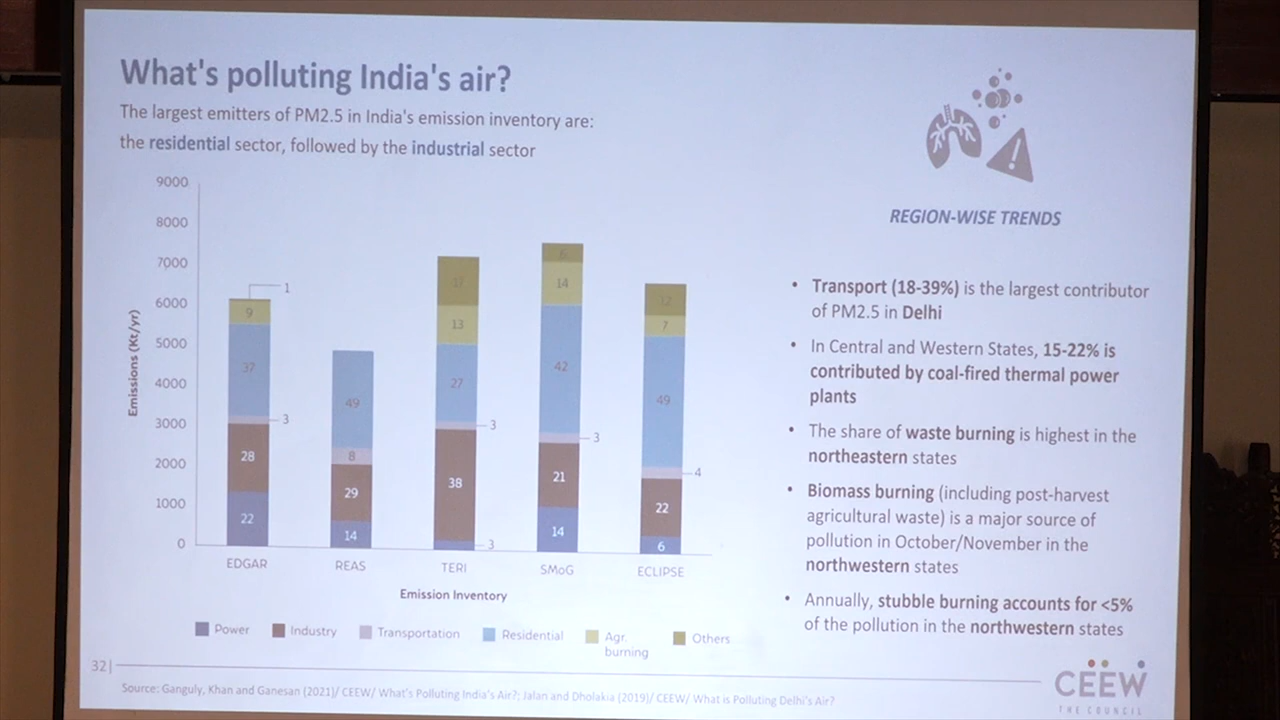 What's polluting India's air?
The largest emitters of PM2.5 in India's emission inventory are:
the residential sector, followed by the industrial sector
Emissions (Kt/yr)
9000
8000
7000
6000
5000
4000
3000
2000
1000
0
1
9
37
3
28
22
49
8
29
14
17
13
27
3
38
3
6
14
42
3
21
14
12
7
49
4
22
6
EDGAR REAS TERI SMoG ECLIPSE
Emission Inventory
Power Industry Transportation Residential Agr. burning Others
REGION-WISE TRENDS
• Transport (18-39%) is the largest contributor
of PM2.5 in Delhi
• In Central and Western States, 15-22% is
contributed by coal-fired thermal power
plants
• The share of waste burning is highest in the
northeastern states
• Biomass burning (including post-harvest
agricultural waste) is a major source of
pollution in October/November in the
northwestern states
• Annually, stubble burning accounts for <5%
of the pollution in the northwestern states
32|
Source: Ganguly, Khan and Ganesan (2021)/ CEEW/ What's Polluting India's Air?; Jalan and Dholakia (2019)/ CEEW/ What is Polluting Delhi's Air?
CEEW
THE COUNCIL